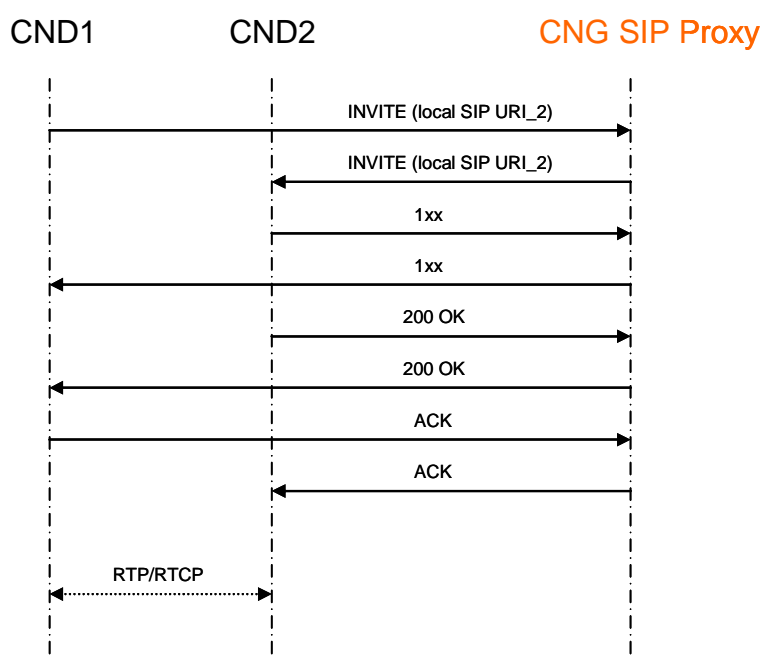 CND1 CND2 CNG SIP Proxy
INVITE (local SIP URI_2)
INVITE (local SIP URI_2)
1xx
1xx
200 OK
200 OK
ACK
ACK
RTP/RTCP